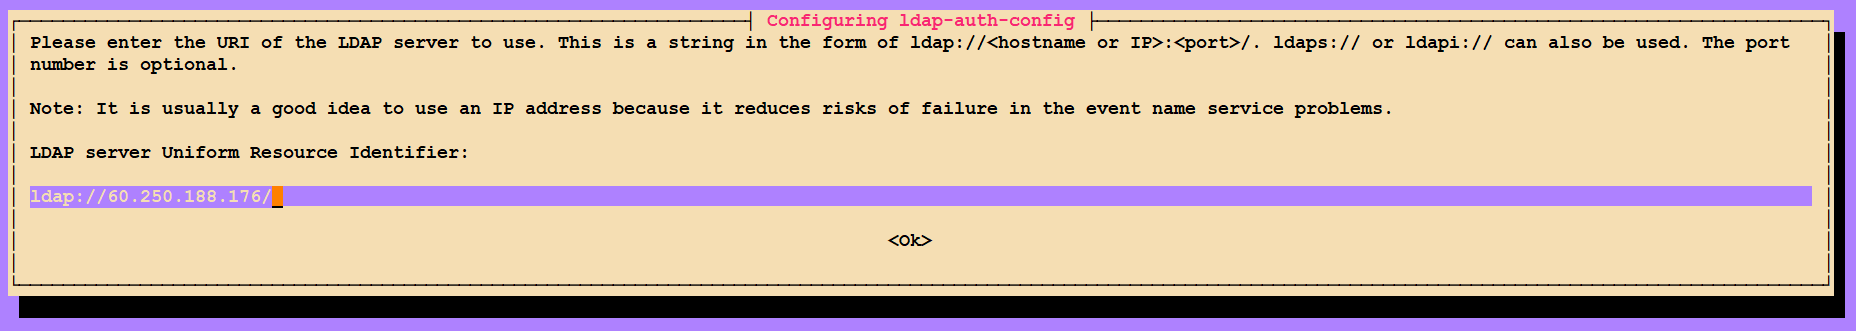 Configuring ldap-auth-config
Please enter the URI of the LDAP server to use. This is a string in the form of ldap://<hostname or IP>:<port>/. ldaps:// or ldapi:// can also be used. The port
number is optional.
Note: It is usually a good idea to use an IP address because it reduces risks of failure in the event name service problems.
LDAP server Uniform Resource Identifier:
ldap://60.250.188.176/
<Ok>